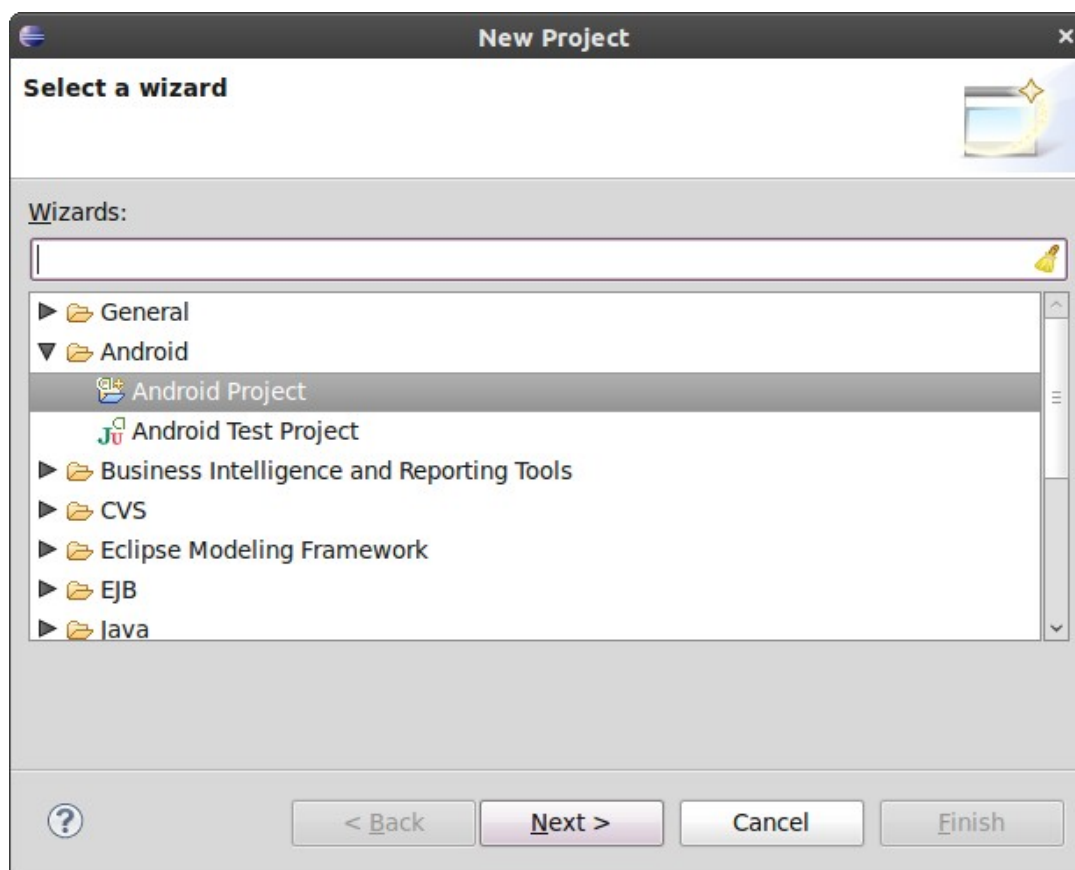 New Project
Select a wizard
Wizards:
General
Android
Android Project
Android Test Project
Business Intelligence and Reporting Tools
CVS
Eclipse Modeling Framework
EJB
Java
< Back
Next >
Cancel
Finish